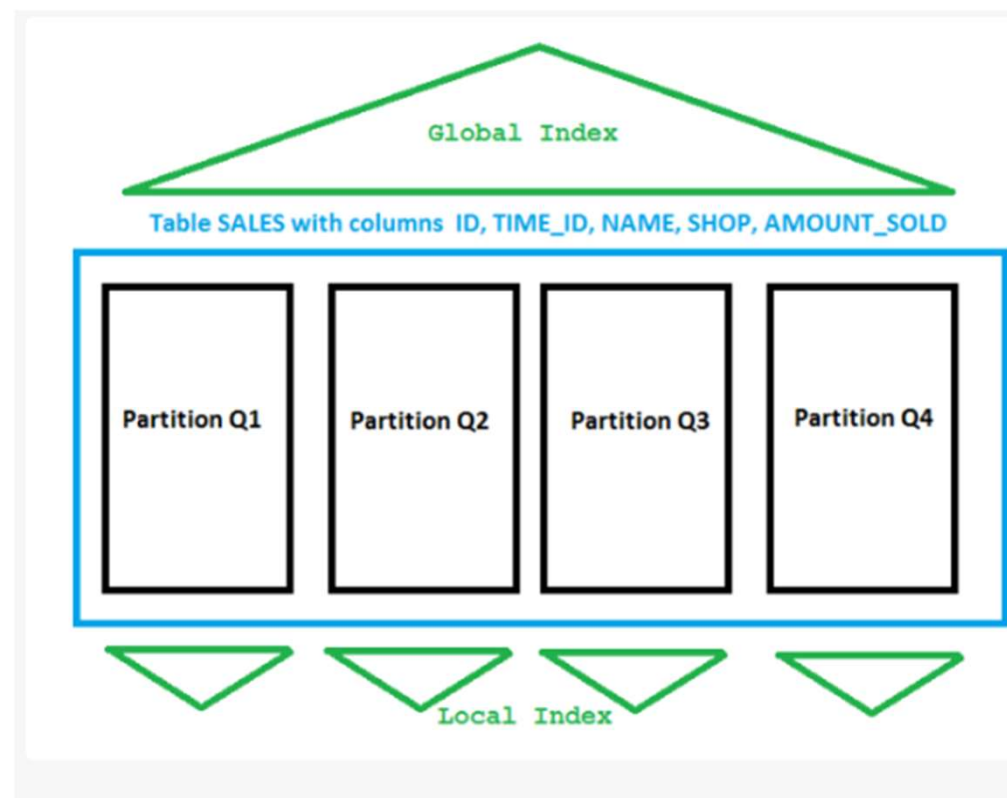 Global Index
Table SALES with columns ID, TIME_ID, NAME, SHOP, AMOUNT_SOLD
Partition Q1
Partition Q2
Partition Q3
Partition Q4
Local Index